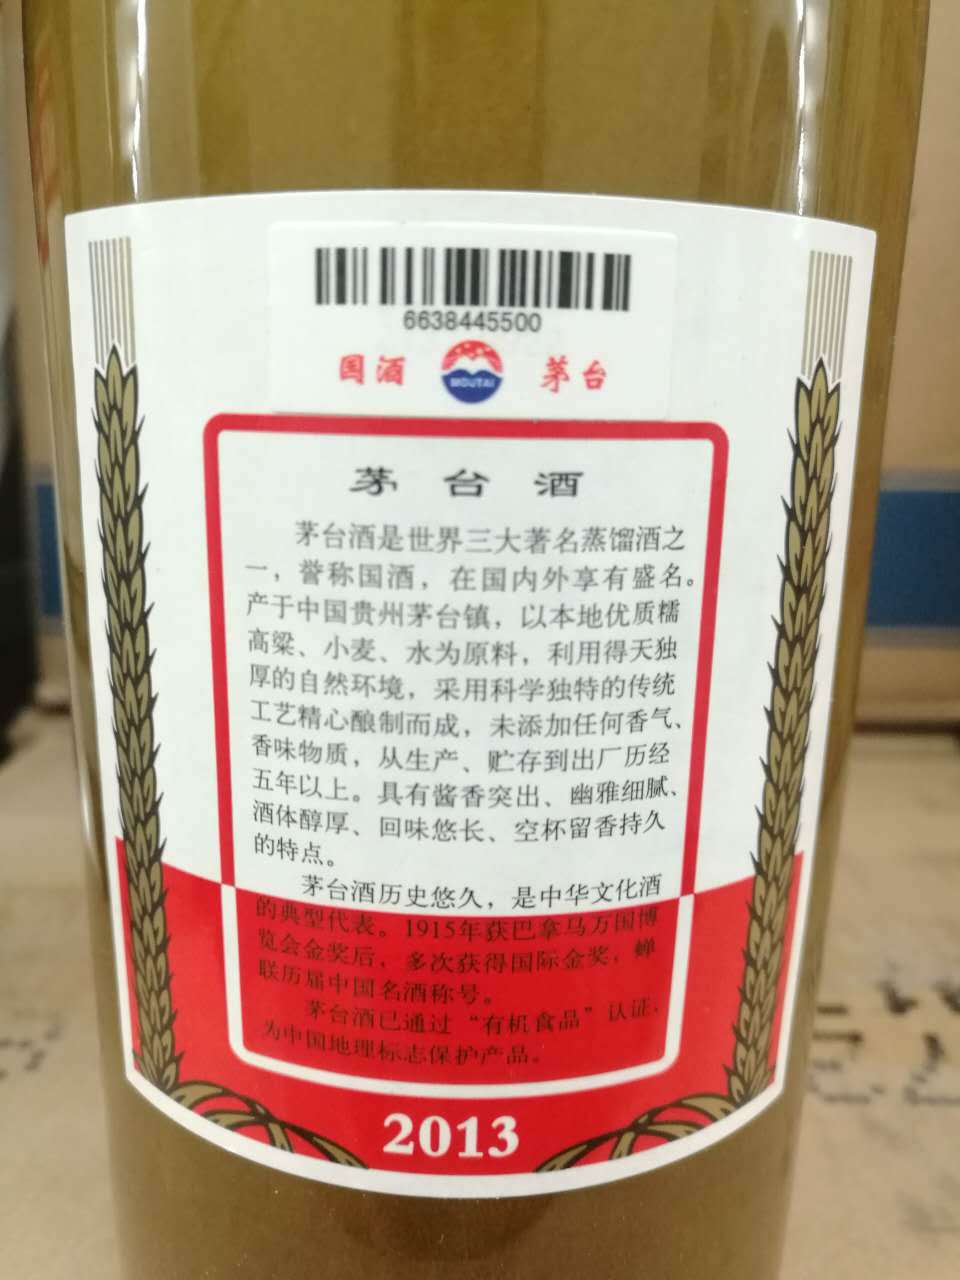 6638445500
国酒 MOUTAI 茅台
茅台酒
茅台酒是世界三大著名蒸馏酒之
一，誉称国酒，在国内外享有盛名。
产于中国贵州茅台镇，以本地优质糯
高粱、小麦、水为原料，利用得天独
厚的自然环境，采用科学独特的传统
工艺精心酿制而成，未添加任何香气、
香味物质，从生产、贮存到出厂历经
五年以上。具有酱香突出、幽雅细腻、
酒体醇厚、回味悠长、空杯留香持久
的特点。
茅台酒历史悠久，是中华文化酒
的典型代表。1915年获巴拿马万国博
览会金奖后，多次获得国际金奖，蝉
联历届中国名酒称号。
茅台酒已通过“有机食品”认证、
为中国地理标志保护产品。
2013